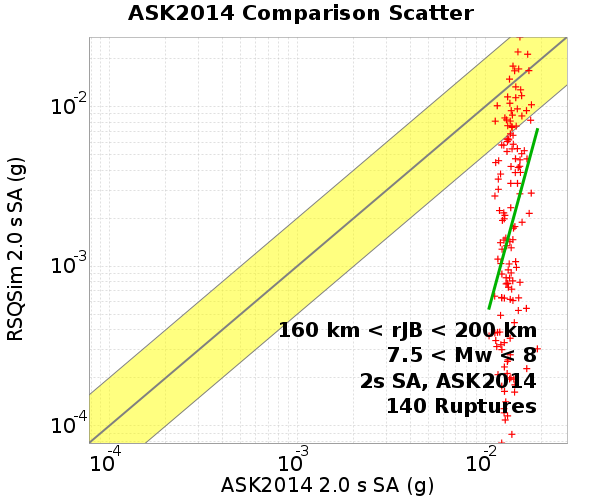 ASK2014 Comparison Scatter
RSQSim 2.0 s SA (g)
10^-2
10^-3
10^-4
160 km < rJB < 200 km
7.5 < Mw < 8
2s SA, ASK2014
140 Ruptures
10^-4 10^-3 10^-2
ASK2014 2.0 s SA (g)